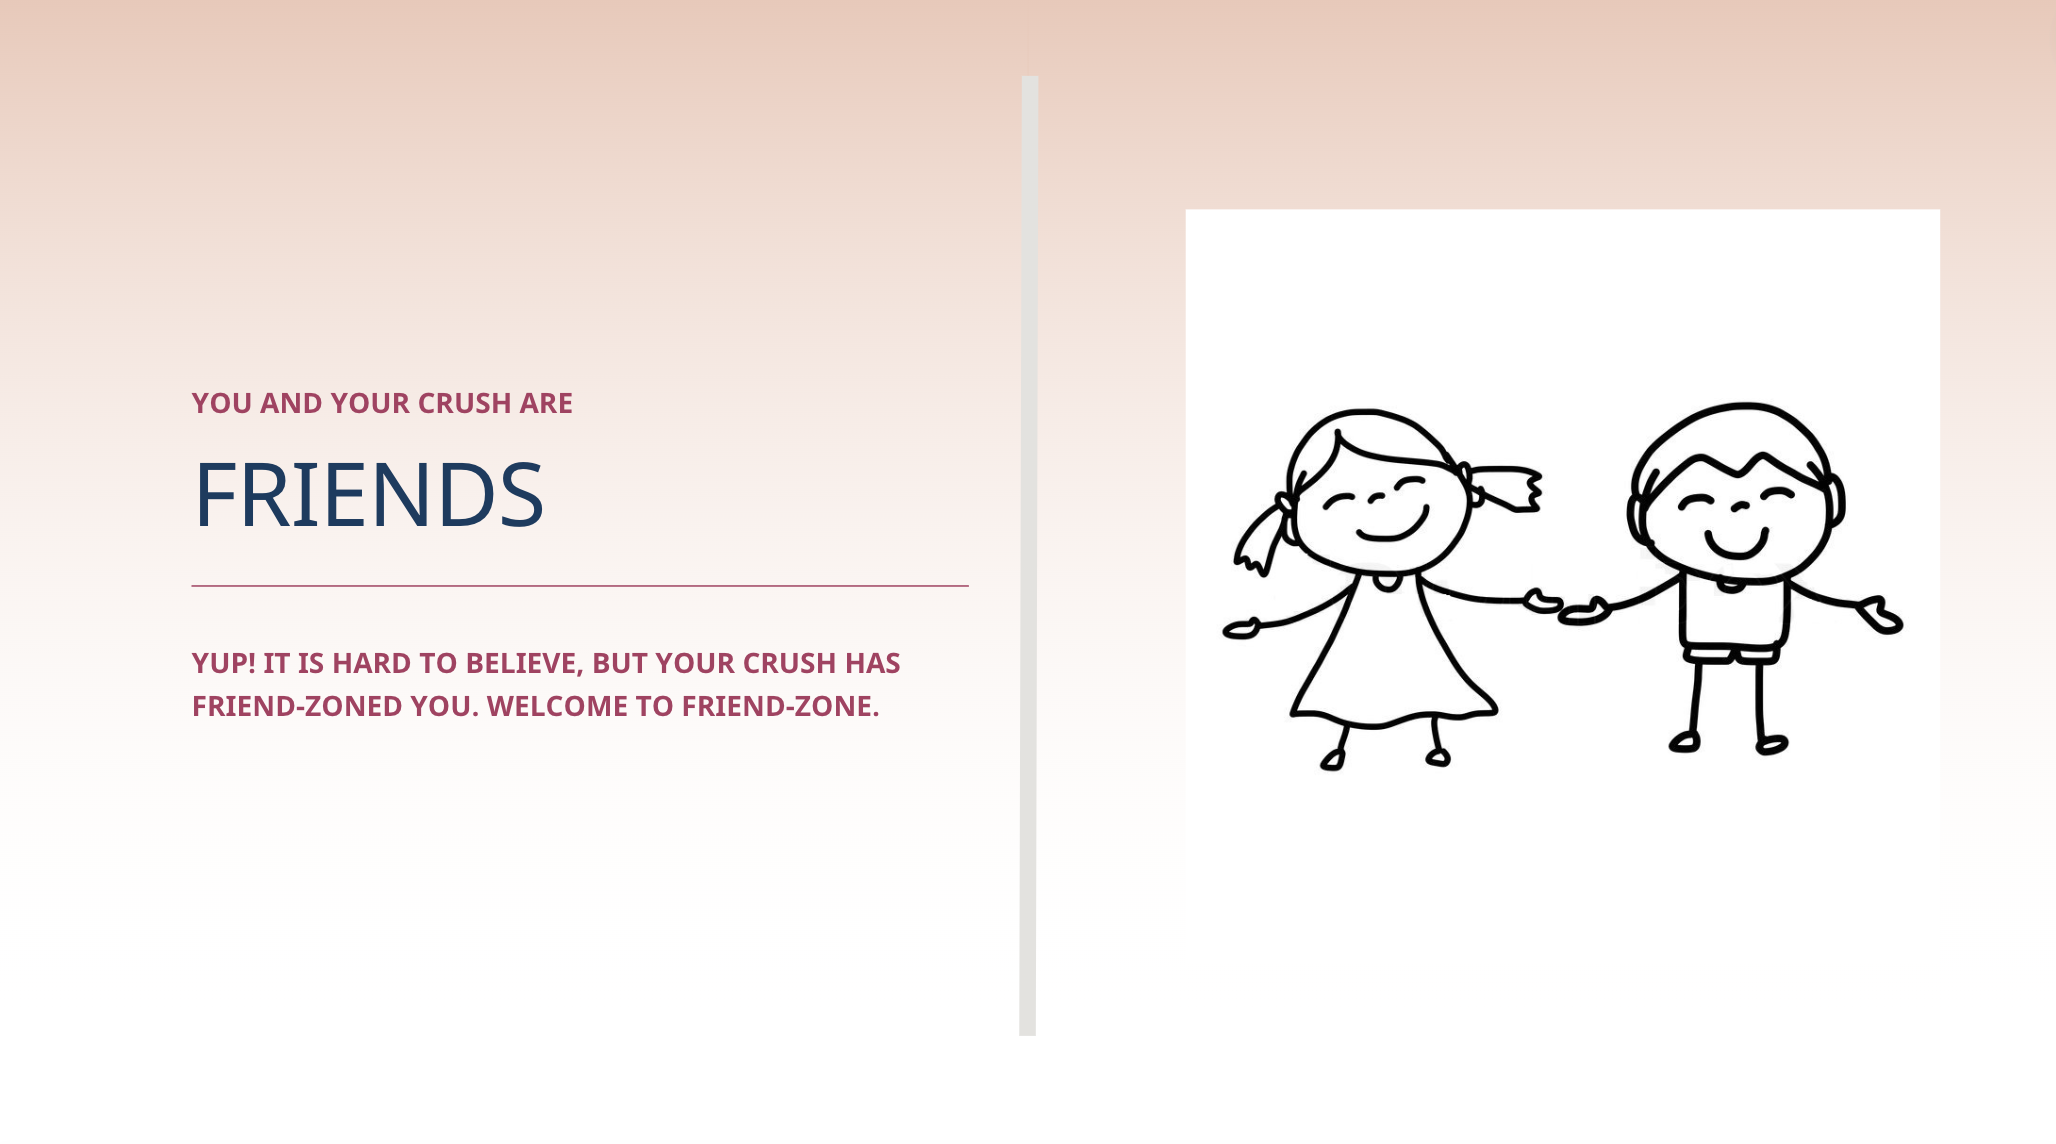 YOU AND YOUR CRUSH ARE
FRIENDS
YUP! IT IS HARD TO BELIEVE, BUT YOUR CRUSH HAS
FRIEND-ZONED YOU. WELCOME TO FRIEND-ZONE.